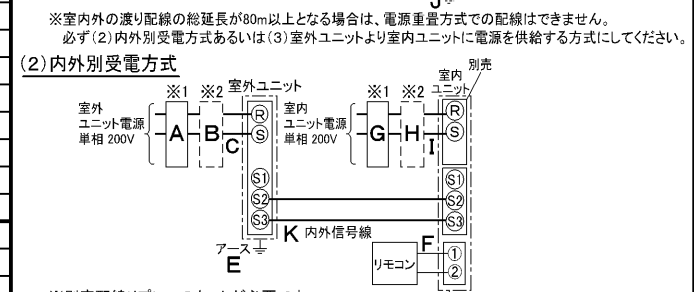 ※室内外の渡り配線の総延長が80m以上となる場合は、電源重畳方式での配線はできません。
必ず(2)内外別受電方式あるいは(3)室外ユニットより室内ユニットに電源を供給する方式にしてください。
(2)内外別受電方式
室外
ユニット電源
単相 200V
※1
A
※2
B
C
室外ユニット
R
S
S1
S2
S3
アース
E
室内
ユニット電源
単相 200V
※1
G
※2
H
I
室内
ユニット
別売
R
S
S1
S2
S3
K 内外信号線
リモコン
F
①
②